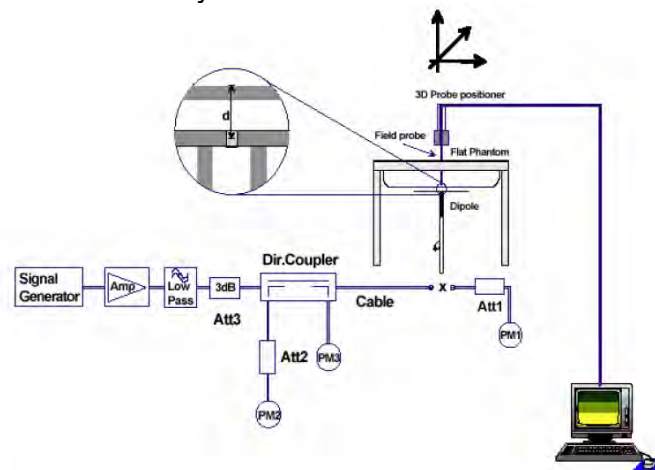 3D Probe positioner
d
Field probe
Flat Phantom
Dipole
Dir.Coupler
Signal
Generator
Amp
Low
Pass
3dB
Cable
x
Att1
Att3
PM1
Att2
PM3
PM2